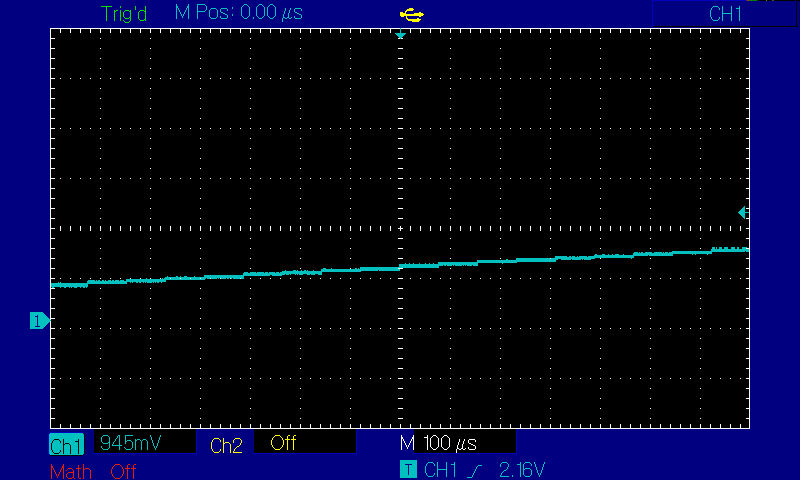 Trig'd M Pos: 0.00 µs CH1
1
Ch1 945mV Ch2 Off M 100 µs
Math Off T CH1 2.16V